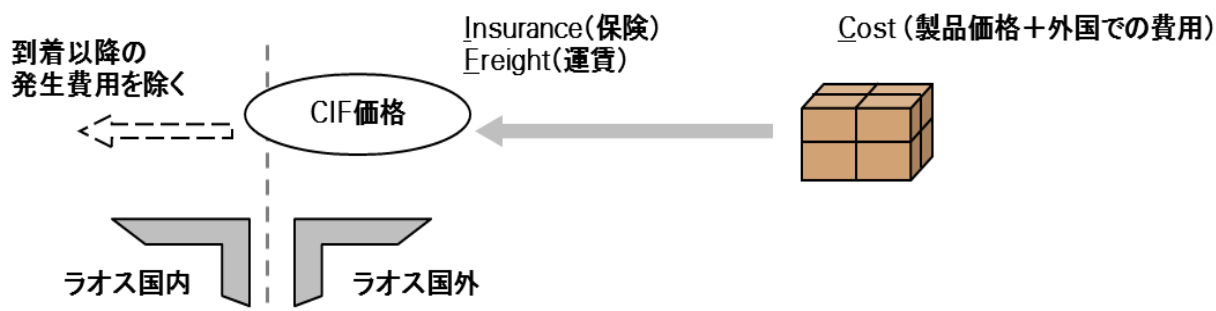 到着以降の
発生費用を除く
CIF価格
Insurance(保険)
Freight(運賃)
Cost (製品価格+外国での費用)
ラオス国内
ラオス国外